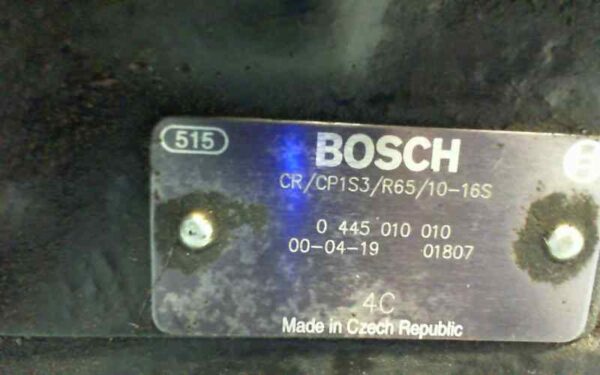 515
BOSCH
CR/CP1S3/R65/10-16S
0 445 010 010
00-04-19 01807
4C
Made in Czech Republic